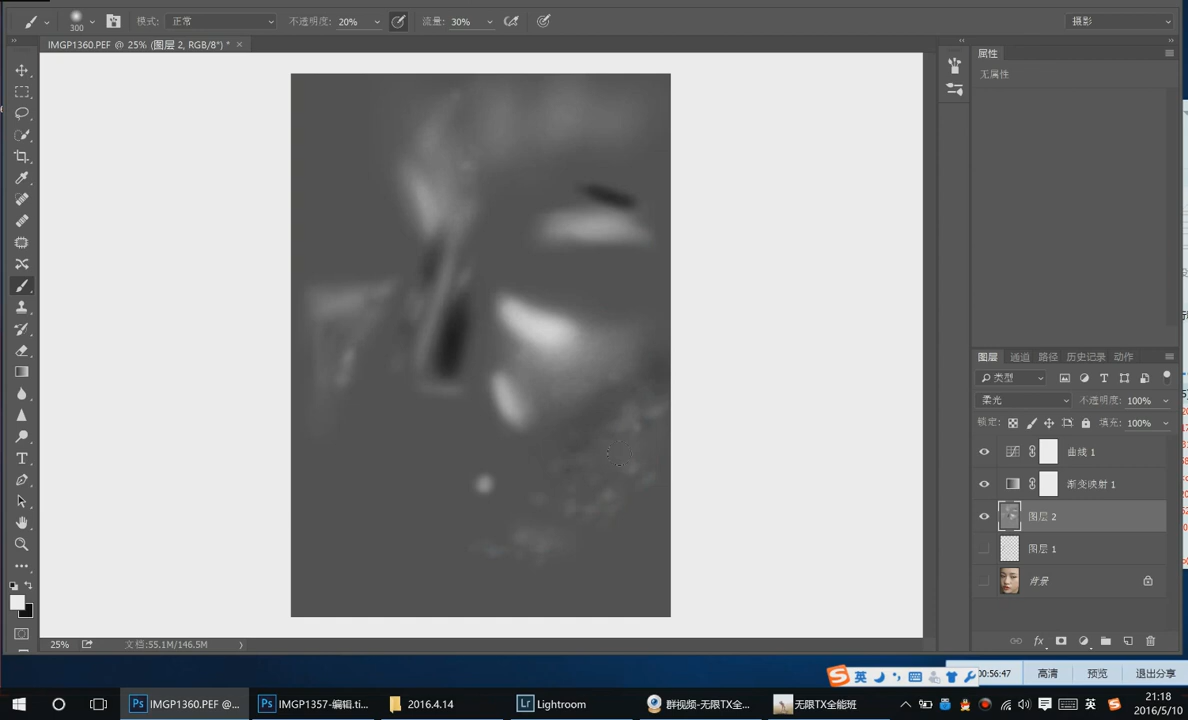 300 模式: 正常 不透明度: 20% 流量: 30% 摄影
IMGP1360.PEF @ 25% (图层 2, RGB/8*) * ×
属性
无属性
图层 通道 路径 历史记录 动作
类型
柔光 不透明度: 100%
锁定: 填充: 100%
曲线 1
渐变映射 1
图层 2
图层 1
背景
25% 文档:55.1M/146.5M
英 00:56:47 高清 预览 退出分享
IMGP1360.PEF @... IMGP1357-编辑.ti... 2016.4.14 Lightroom 群视频-无限TX全... 无限TX全能班 英 21:18
2016/5/10